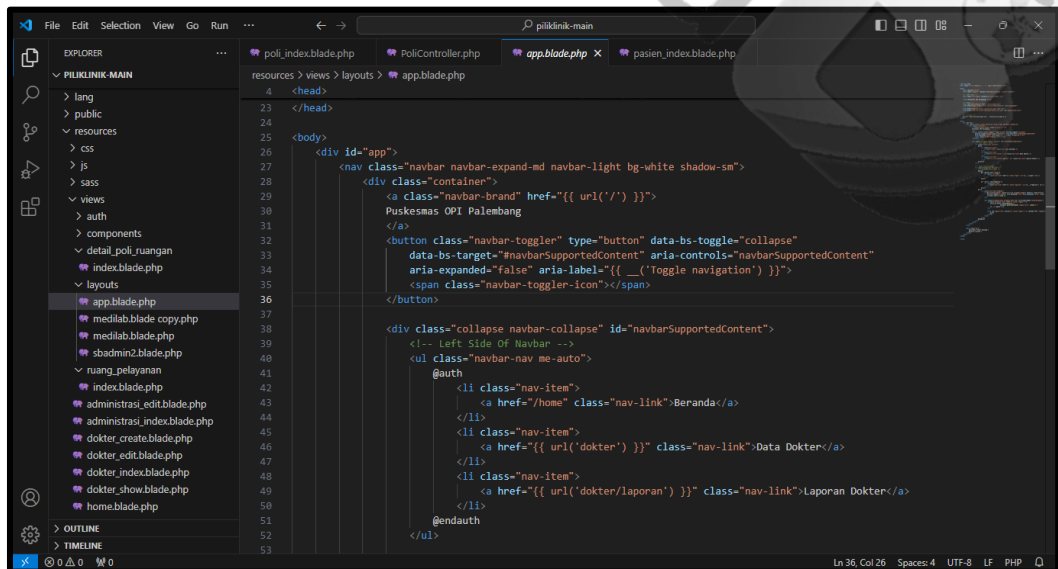 File Edit Selection View Go Run ... piliklinik-main
EXPLORER ...
PILIKLINIK-MAIN
lang
public
resources
css
js
sass
views
auth
components
detail_poli_ruangan
index.blade.php
layouts
app.blade.php
medilab.blade copy.php
medilab.blade.php
sbadmin2.blade.php
ruang_pelayanan
index.blade.php
administrasi_edit.blade.php
administrasi_index.blade.php
dokter_create.blade.php
dokter_edit.blade.php
dokter_index.blade.php
dokter_show.blade.php
home.blade.php
OUTLINE
TIMELINE
poli_index.blade.php PoliController.php app.blade.php pasien_index.blade.php
resources > views > layouts > app.blade.php
4 <head>
23 </head>
24
25 <body>
26 <div id="app">
27 <nav class="navbar navbar-expand-md navbar-light bg-white shadow-sm">
28 <div class="container">
29 <a class="navbar-brand" href="{{ url('/') }}">
30 Puskesmas OPI Palembang
31 </a>
32 <button class="navbar-toggler" type="button" data-bs-toggle="collapse"
33 data-bs-target="#navbarSupportedContent" aria-controls="navbarSupportedContent"
34 aria-expanded="false" aria-label="{{ __('Toggle navigation') }}">
35 <span class="navbar-toggler-icon"></span>
36 </button>
37
38 <div class="collapse navbar-collapse" id="navbarSupportedContent">
39 <!-- Left Side Of Navbar -->
40 <ul class="navbar-nav me-auto">
41 @auth
42 <li class="nav-item">
43 <a href="/home" class="nav-link">Beranda</a>
44 </li>
45 <li class="nav-item">
46 <a href="{{ url('dokter') }}" class="nav-link">Data Dokter</a>
47 </li>
48 <li class="nav-item">
49 <a href="{{ url('dokter/laporan') }}" class="nav-link">Laporan Dokter</a>
50 </li>
51 @endauth
52 </ul>
53
0 0 0 Ln 36, Col 26 Spaces: 4 UTF-8 LF PHP